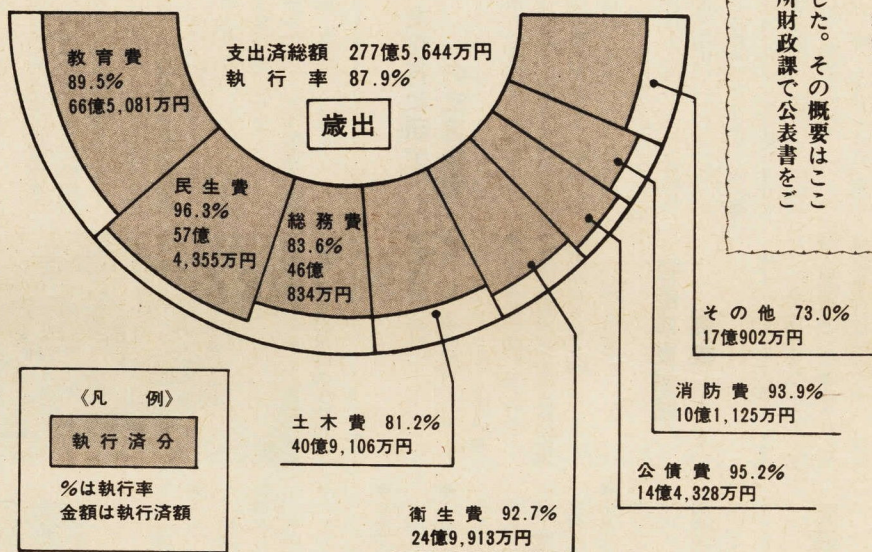 した。その概要はここ
所財政課で公表書をご
支出済総額 277億5,644万円
執行率 87.9%
歳出
教育費
89.5%
66億5,081万円
民生費
96.3%
57億
4,355万円
総務費
83.6%
46億
834万円
土木費 81.2%
40億9,106万円
衛生費 92.7%
24億9,913万円
公債費 95.2%
14億4,328万円
消防費 93.9%
10億1,125万円
その他 73.0%
17億902万円
《凡例》
執行済分
%は執行率
金額は執行済額